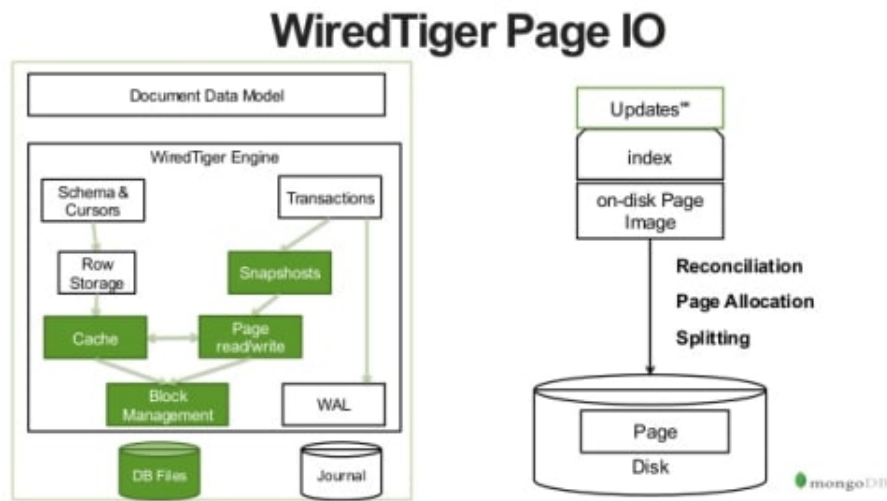 WiredTiger Page IO
Document Data Model
WiredTiger Engine
Schema &
Cursors
Transactions
Row
Storage
Snapshots
Cache
Page
read/write
Block
Management
WAL
DB Files
Journal
Updates
index
on-disk Page
Image
Reconciliation
Page Allocation
Splitting
Page
Disk
mongoDB